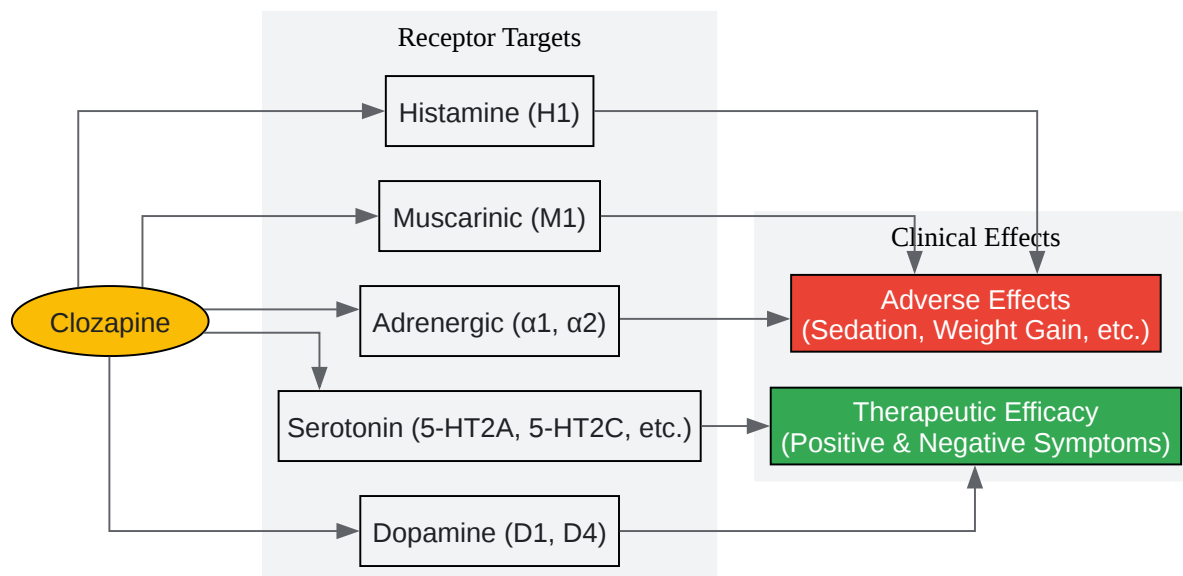 Receptor Targets
Histamine (H1)
Muscarinic (M1)
Clinical Effects
Adverse Effects
(Sedation, Weight Gain, etc.)
Clozapine
Adrenergic (α1, α2)
Serotonin (5-HT2A, 5-HT2C, etc.)
Therapeutic Efficacy
(Positive & Negative Symptoms)
Dopamine (D1, D4)